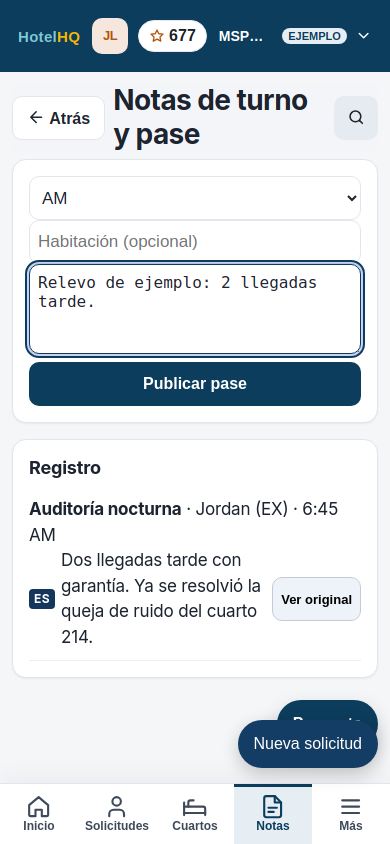 HotelHQ JL 677 MSP... EJEMPLO
Atrás
Notas de turno
y pase
AM
Habitación (opcional)
Relevo de ejemplo: 2 llegadas
tarde.
Publicar pase
Registro
Auditoría nocturna · Jordan (EX) · 6:45
AM
ES
Dos llegadas tarde con
garantía. Ya se resolvió la
queja de ruido del cuarto
214.
Ver original
Nueva solicitud
Inicio Solicitudes Cuartos Notas Más